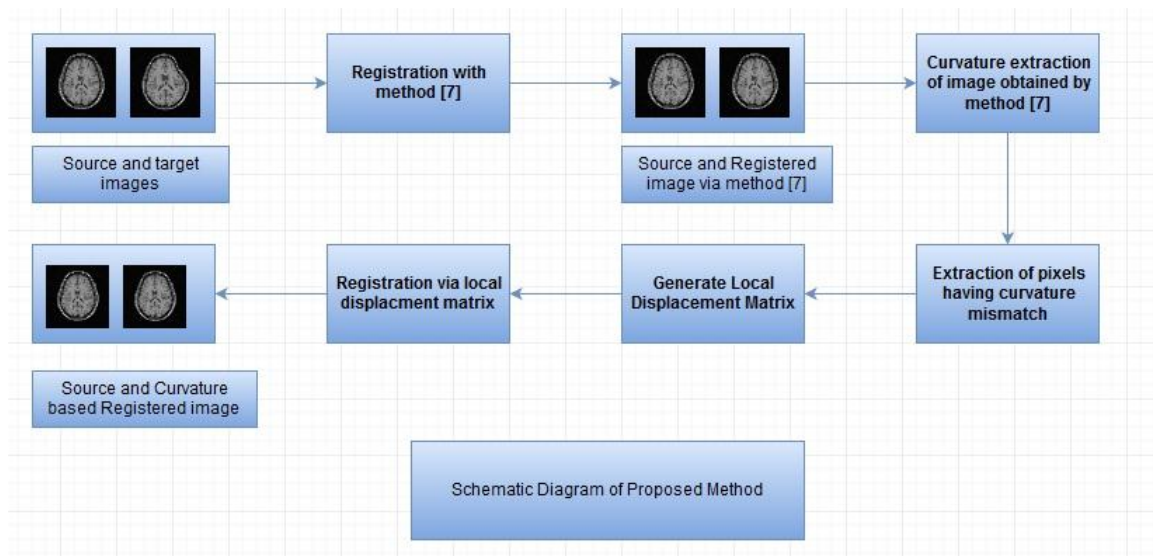 Registration with
method [7]
Curvature extraction
of image obtained by
method [7]
Source and target
images
Source and Registered
image via method [7]
Registration via local
displacment matrix
Generate Local
Displacement Matrix
Extraction of pixels
having curvature
mismatch
Source and Curvature
based Registered image
Schematic Diagram of Proposed Method